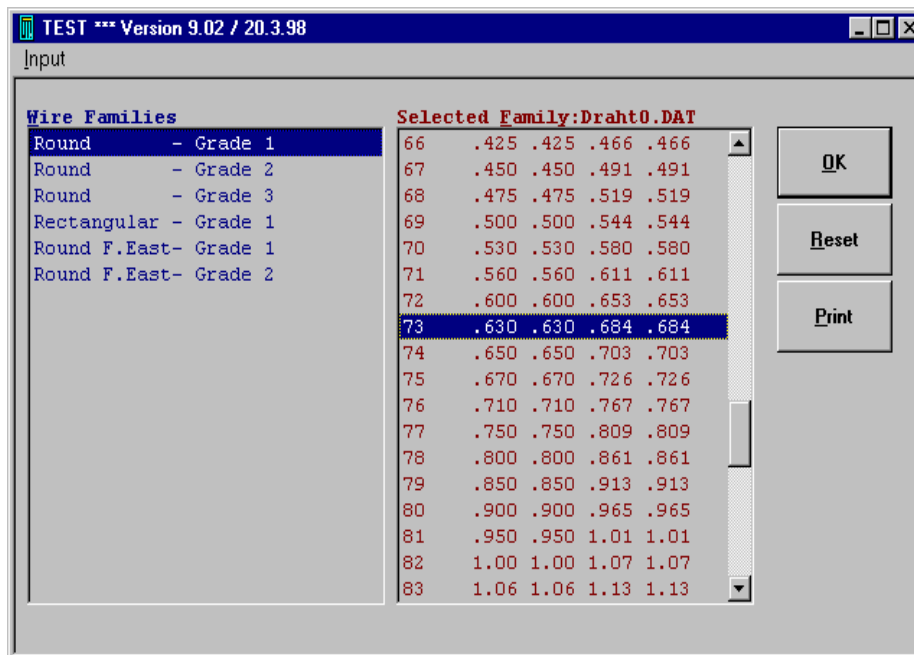 TEST *** Version 9.02 / 20.3.98
Input
Wire Families
Round - Grade 1
Round - Grade 2
Round - Grade 3
Rectangular - Grade 1
Round F.East- Grade 1
Round F.East- Grade 2
Selected Family:Draht0.DAT
66 .425 .425 .466 .466
67 .450 .450 .491 .491
68 .475 .475 .519 .519
69 .500 .500 .544 .544
70 .530 .530 .580 .580
71 .560 .560 .611 .611
72 .600 .600 .653 .653
73 .630 .630 .684 .684
74 .650 .650 .703 .703
75 .670 .670 .726 .726
76 .710 .710 .767 .767
77 .750 .750 .809 .809
78 .800 .800 .861 .861
79 .850 .850 .913 .913
80 .900 .900 .965 .965
81 .950 .950 1.01 1.01
82 1.00 1.00 1.07 1.07
83 1.06 1.06 1.13 1.13
OK
Reset
Print